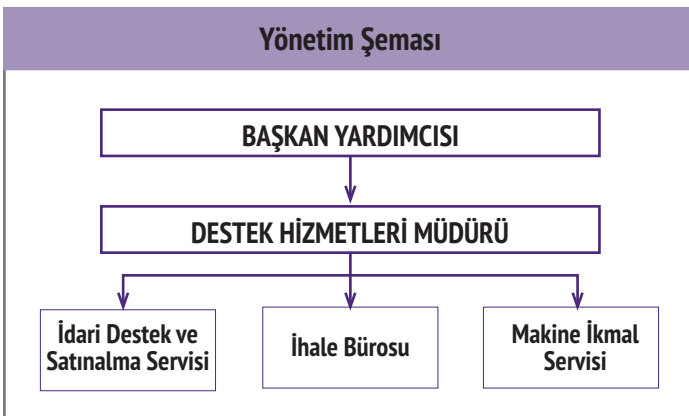 Yönetim Şeması
BAŞKAN YARDIMCISI
DESTEK HİZMETLERİ MÜDÜRÜ
İdari Destek ve
Satınalma Servisi
İhale Bürosu
Makine İkmal
Servisi